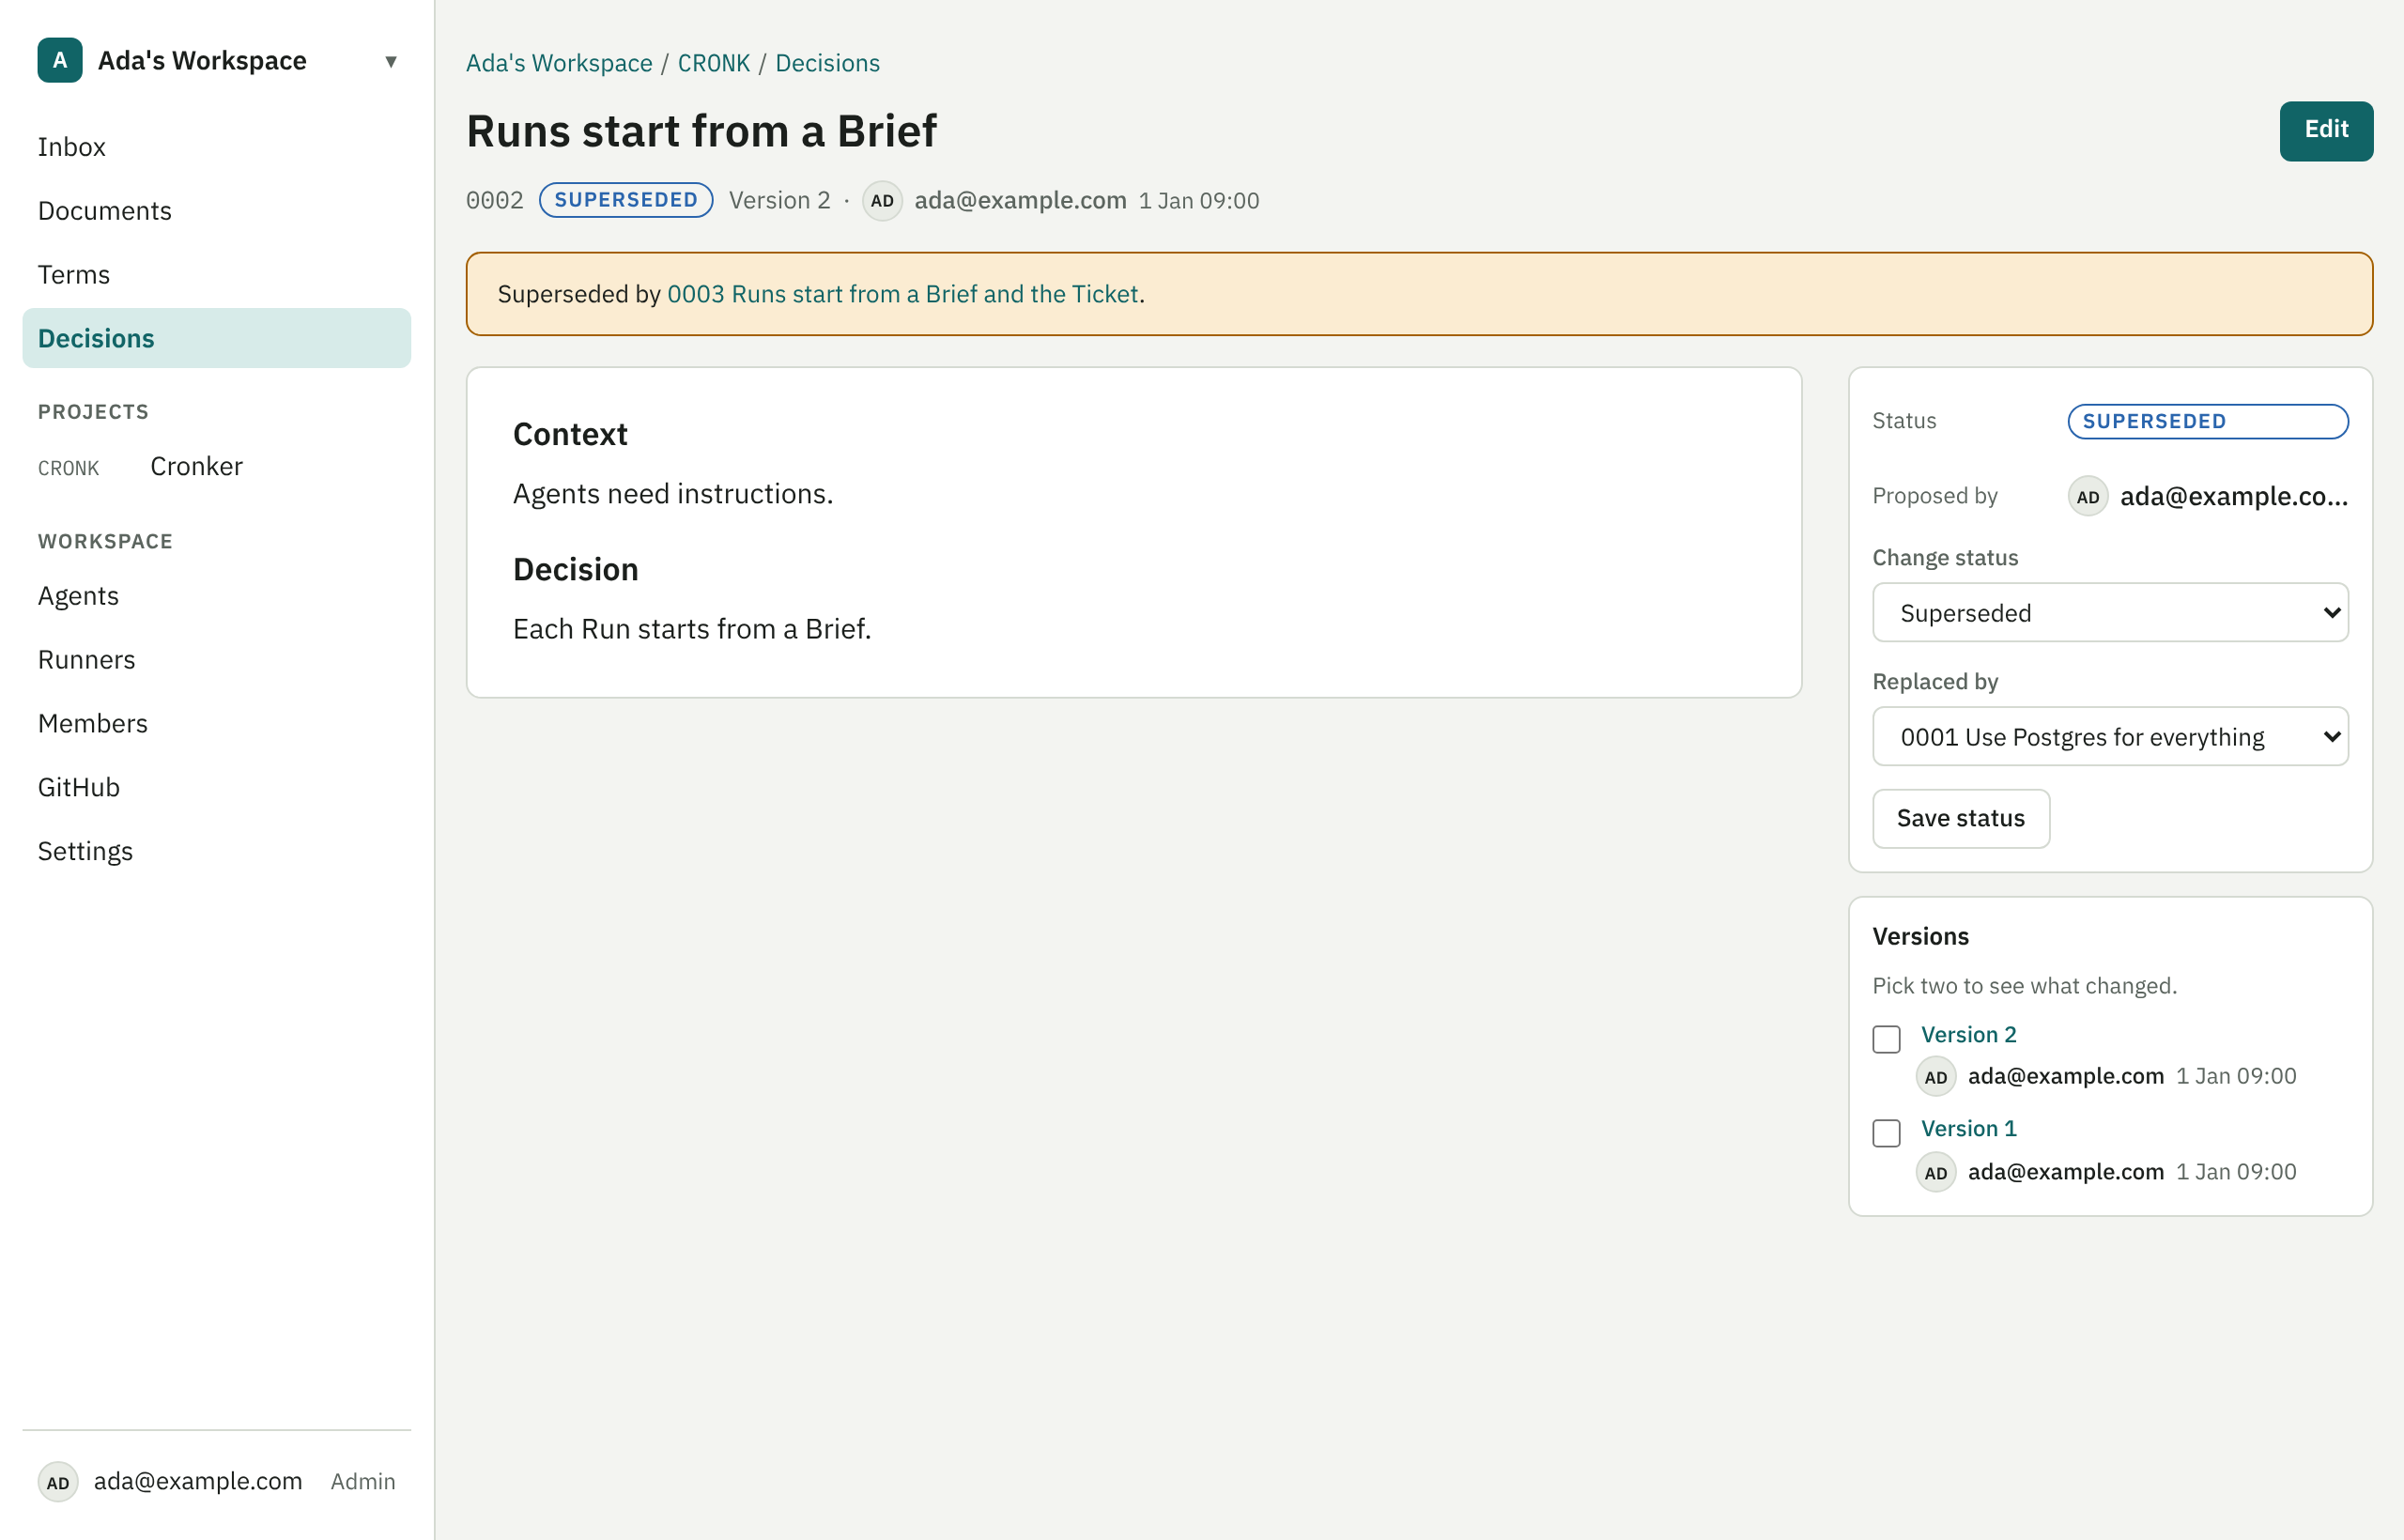 A Ada's Workspace ▼
Inbox
Documents
Terms
Decisions
PROJECTS
CRONK Cronker
WORKSPACE
Agents
Runners
Members
GitHub
Settings
AD ada@example.com Admin
Ada's Workspace / CRONK / Decisions
Runs start from a Brief
Edit
0002 SUPERSEDED Version 2 · AD ada@example.com 1 Jan 09:00
Superseded by 0003 Runs start from a Brief and the Ticket.
Context
Agents need instructions.
Decision
Each Run starts from a Brief.
Status SUPERSEDED
Proposed by AD ada@example.co...
Change status
Superseded
Replaced by
0001 Use Postgres for everything
Save status
Versions
Pick two to see what changed.
Version 2
AD ada@example.com 1 Jan 09:00
Version 1
AD ada@example.com 1 Jan 09:00